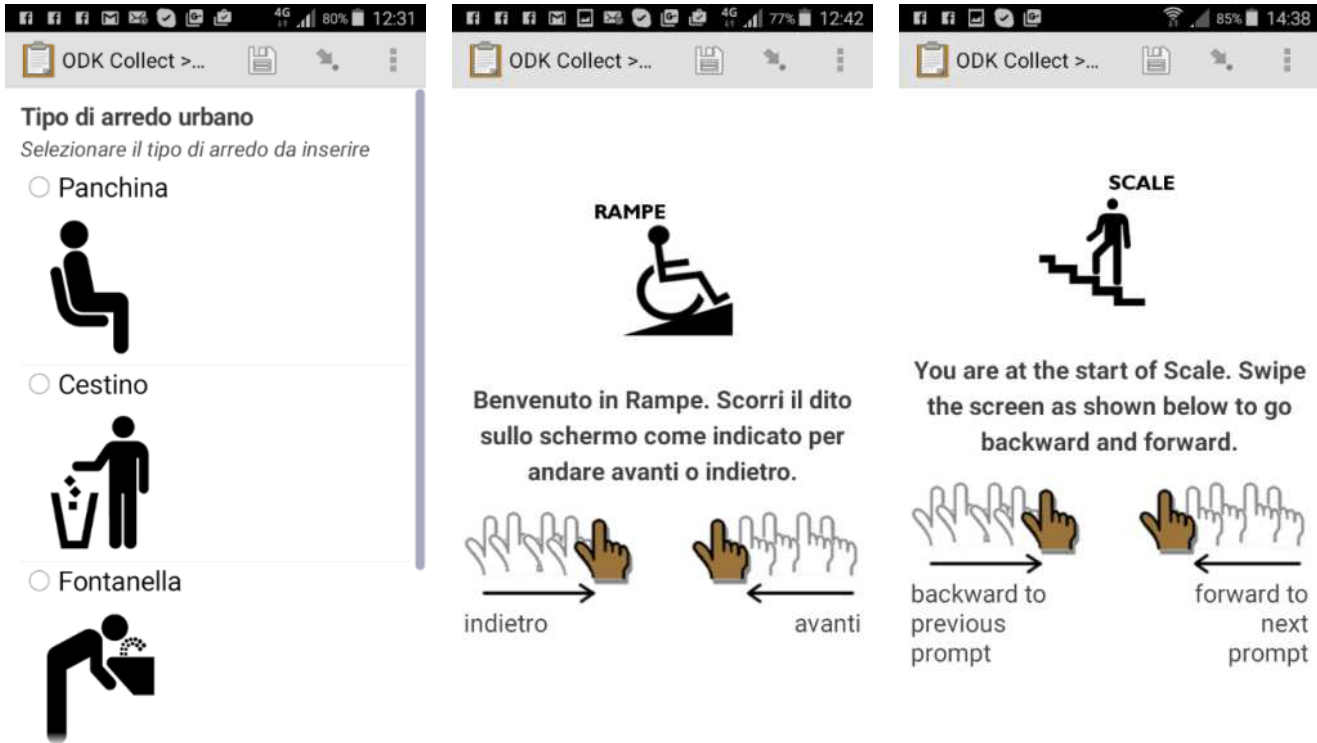 4G 80% 12:31
ODK Collect >...
Tipo di arredo urbano
Selezionare il tipo di arredo da inserire
Panchina
Cestino
Fontanella
4G 77% 12:42
ODK Collect >...
RAMPE
Benvenuto in Rampe. Scorri il dito
sullo schermo come indicato per
andare avanti o indietro.
indietro
avanti
85% 14:38
ODK Collect >...
SCALE
You are at the start of Scale. Swipe
the screen as shown below to go
backward and forward.
backward to
previous
prompt
forward to
next
prompt